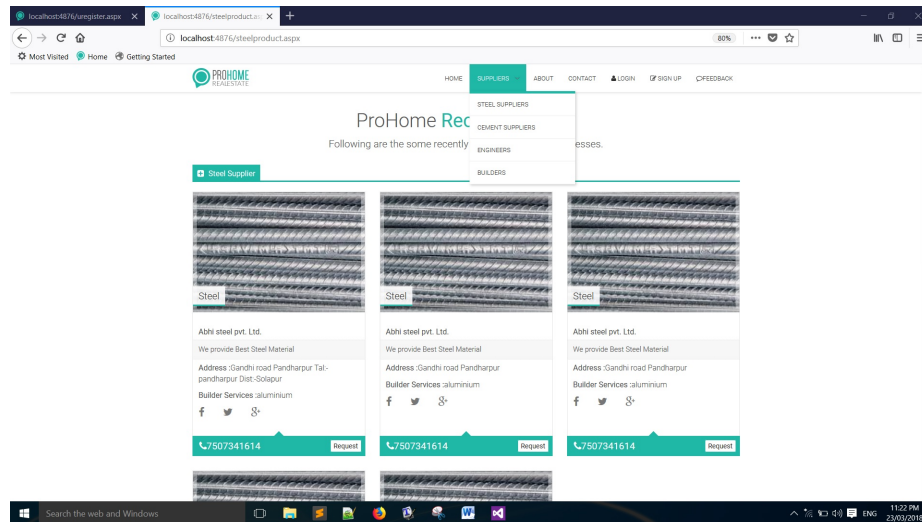 localhost:4876/uregister.aspx
localhost:4876/steelproduct.as
localhost:4876/steelproduct.aspx
80%
Most Visited Home Getting Started
PROHOME
REALESTATE
HOME SUPPLIERS ABOUT CONTACT LOGIN SIGN UP FEEDBACK
STEEL SUPPLIERS
CEMENT SUPPLIERS
ENGINEERS
BUILDERS
ProHome Rec
Following are the some recently esses.
Steel Supplier
Steel Steel Steel
Abhi steel pvt. Ltd. Abhi steel pvt. Ltd. Abhi steel pvt. Ltd.
We provide Best Steel Material We provide Best Steel Material We provide Best Steel Material
Address :Gandhi road Pandharpur Tal:- Address :Gandhi road Pandharpur Address :Gandhi road Pandharpur
pandharpur Dist:-Solapur
Builder Services :aluminium Builder Services :aluminium
Builder Services :aluminium
7507341614 Request 7507341614 Request 7507341614 Request
Search the web and Windows
ENG
11:22 PM
23/03/2018